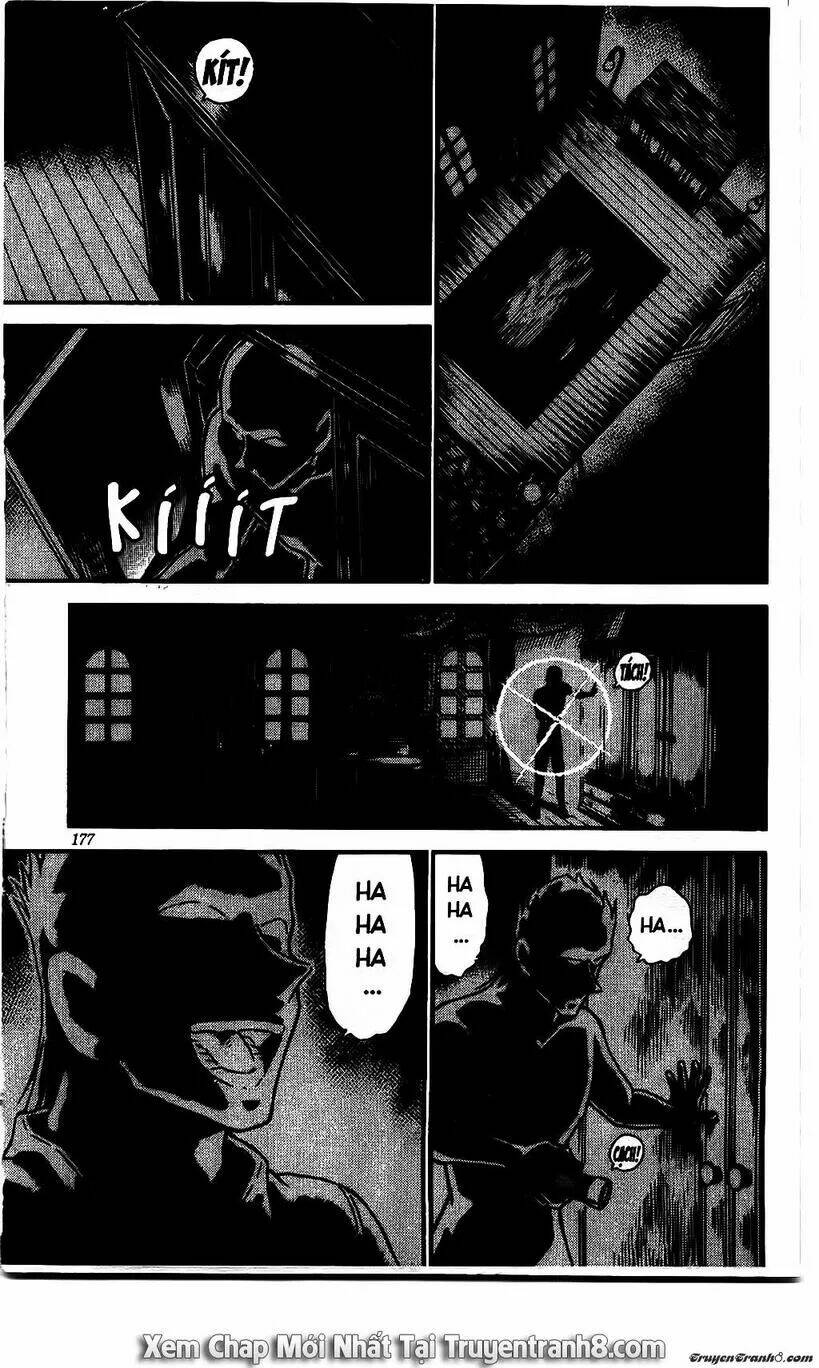 KÍT!
KÍÍÍT
TÁCH!
177
HA
HA
HA
...
HA
HA
...
HA...
CẠCH!
Xem Chap Mới Nhất Tại Truyentranh8.com
TruyenTranh8.com